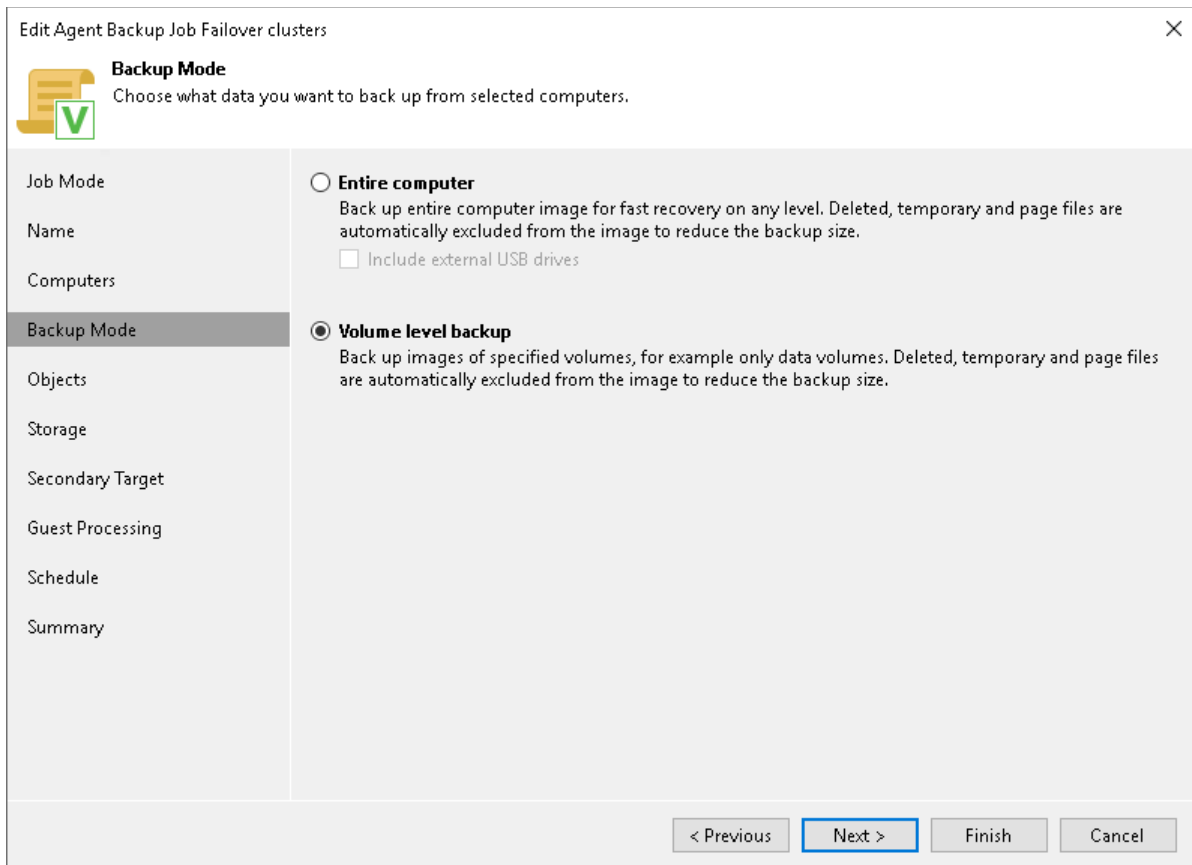 Edit Agent Backup Job Failover clusters
Backup Mode
Choose what data you want to back up from selected computers.
V
Job Mode
Name
Computers
Backup Mode
Objects
Storage
Secondary Target
Guest Processing
Schedule
Summary
Entire computer
Back up entire computer image for fast recovery on any level. Deleted, temporary and page files are
automatically excluded from the image to reduce the backup size.
Include external USB drives
Volume level backup
Back up images of specified volumes, for example only data volumes. Deleted, temporary and page files
are automatically excluded from the image to reduce the backup size.
< Previous
Next >
Finish
Cancel